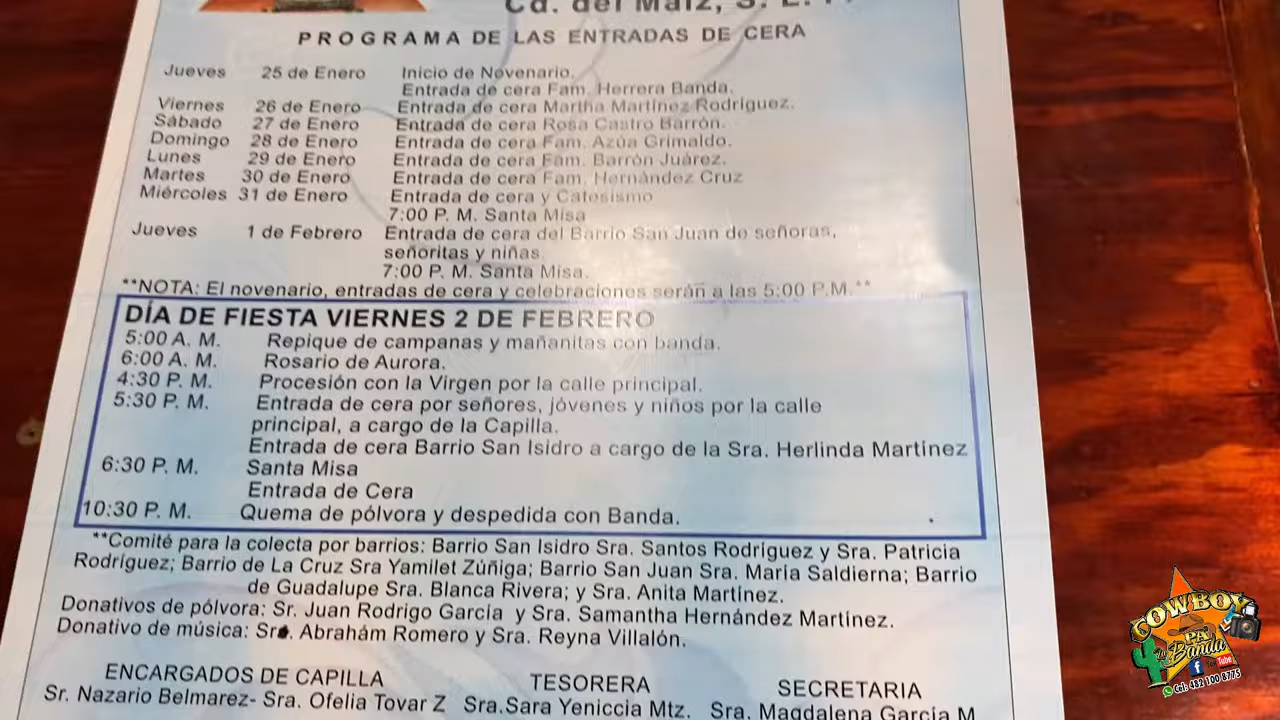 Cd. del Maíz, S. L. P.
PROGRAMA DE LAS ENTRADAS DE CERA
Jueves 25 de Enero Inicio de Novenario.
Entrada de cera Fam. Herrera Banda.
Viernes 26 de Enero Entrada de cera Martha Martínez Rodríguez.
Sábado 27 de Enero Entrada de cera Rosa Castro Barrón.
Domingo 28 de Enero Entrada de cera Fam. Azúa Grimaldo.
Lunes 29 de Enero Entrada de cera Fam. Barrón Juárez.
Martes 30 de Enero Entrada de cera Fam. Hernández Cruz
Miércoles 31 de Enero Entrada de cera y Catesismo
7:00 P. M. Santa Misa
Jueves 1 de Febrero Entrada de cera del Barrio San Juan de señoras,
señoritas y niñas.
7:00 P. M. Santa Misa.
**NOTA: El novenario, entradas de cera y celebraciones serán a las 5:00 P.M.**
DÍA DE FIESTA VIERNES 2 DE FEBRERO
5:00 A. M. Repique de campanas y mañanitas con banda.
6:00 A. M. Rosario de Aurora.
4:30 P. M. Procesión con la Virgen por la calle principal.
5:30 P. M. Entrada de cera por señores, jóvenes y niños por la calle
principal, a cargo de la Capilla.
Entrada de cera Barrio San Isidro a cargo de la Sra. Herlinda Martínez
6:30 P. M. Santa Misa
Entrada de Cera
10:30 P. M. Quema de pólvora y despedida con Banda.
**Comité para la colecta por barrios: Barrio San Isidro Sra. Santos Rodríguez y Sra. Patricia
Rodríguez; Barrio de La Cruz Sra Yamilet Zúñiga; Barrio San Juan Sra. María Saldierna; Barrio
de Guadalupe Sra. Blanca Rivera; y Sra. Anita Martínez.
Donativos de pólvora: Sr. Juan Rodrigo García y Sra. Samantha Hernández Martínez.
Donativo de música: Sr. Abrahám Romero y Sra. Reyna Villalón.
ENCARGADOS DE CAPILLA TESORERA SECRETARIA
Sr. Nazario Belmarez- Sra. Ofelia Tovar Z Sra.Sara Yeniccia Mtz. Sra. Magdalena García M
COWBOY
PA
La Banda
YouTube
Cel: 482 100 8775